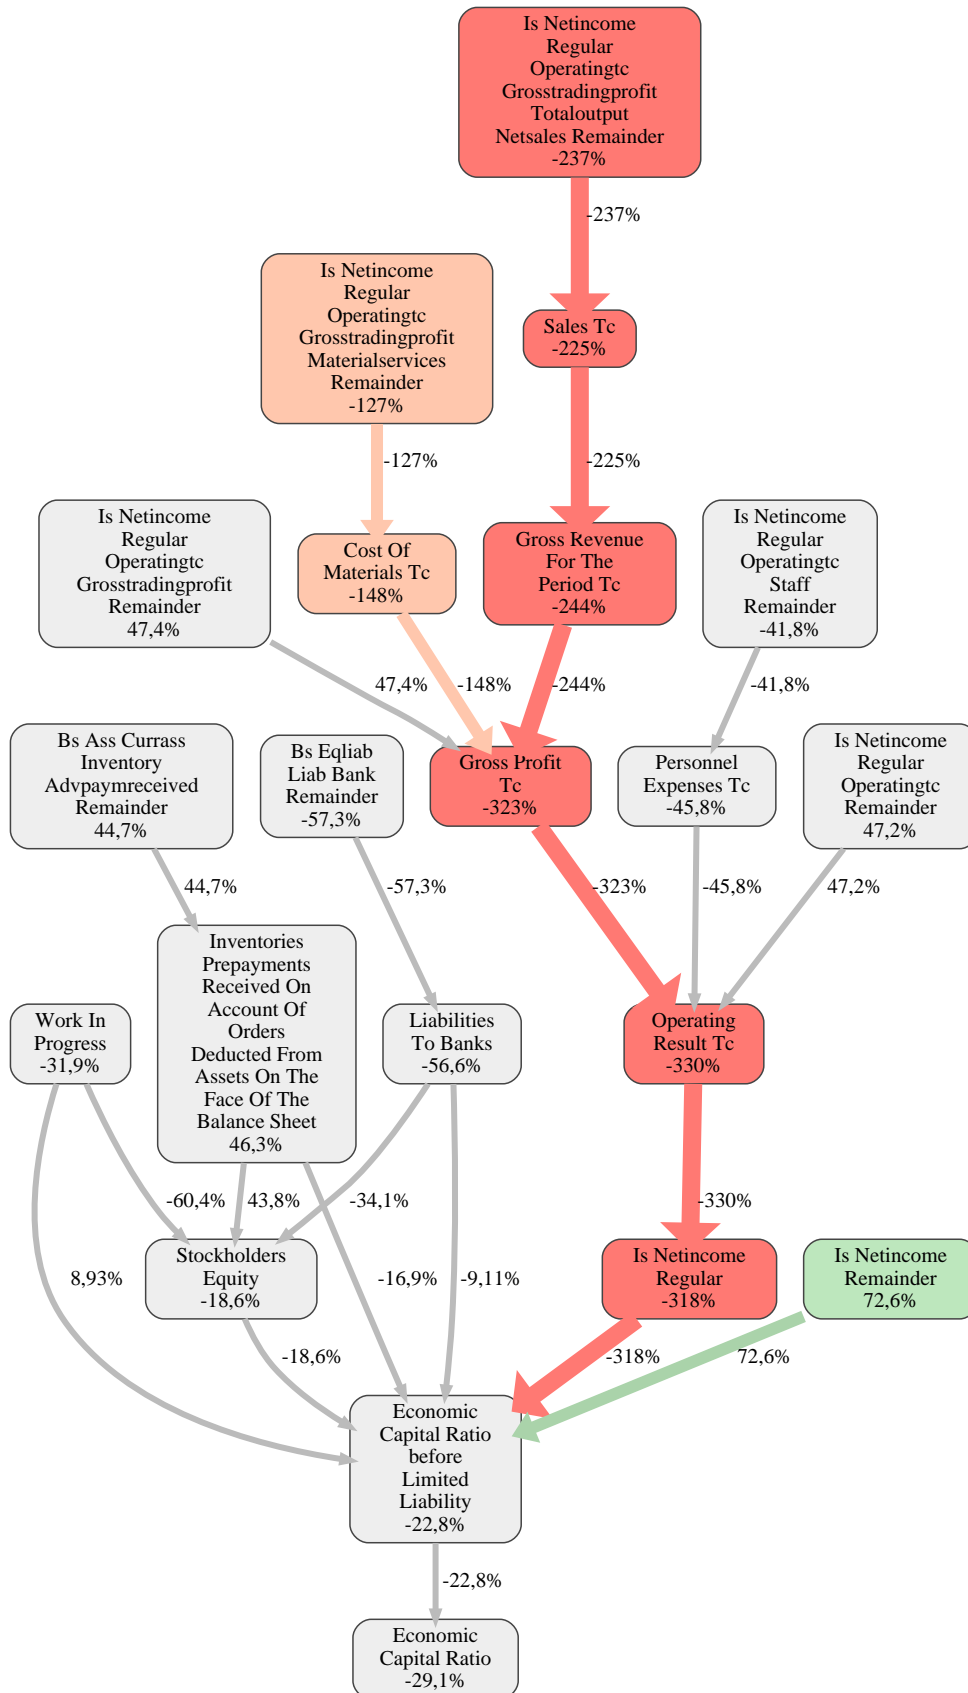 Is Netincome
Regular
Operatingtc
Grosstradingprofit
Totaloutput
Netsales Remainder
-237%
-237%
Is Netincome
Regular
Operatingtc
Grosstradingprofit
Materialservices
Remainder
-127%
Sales Tc
-225%
-127%
-225%
Is Netincome
Regular
Operatingtc
Grosstradingprofit
Remainder
47,4%
Cost Of
Materials Tc
-148%
Gross Revenue
For The
Period Tc
-244%
Is Netincome
Regular
Operatingtc
Staff
Remainder
-41,8%
47,4%
-148%
-244%
-41,8%
Bs Ass Currass
Inventory
Advpaymreceived
Remainder
44,7%
Bs Eqliab
Liab Bank
Remainder
-57,3%
Gross Profit
Tc
-323%
Personnel
Expenses Tc
-45,8%
Is Netincome
Regular
Operatingtc
Remainder
47,2%
44,7%
-57,3%
-323%
-45,8%
47,2%
Work In
Progress
-31,9%
Inventories
Prepayments
Received On
Account Of
Orders
Deducted From
Assets On The
Face Of The
Balance Sheet
46,3%
Liabilities
To Banks
-56,6%
Operating
Result Tc
-330%
-60,4%
43,8%
-34,1%
-330%
8,93%
Stockholders
Equity
-18,6%
-16,9%
-9,11%
Is Netincome
Regular
-318%
Is Netincome
Remainder
72,6%
-18,6%
-318%
72,6%
Economic
Capital Ratio
before
Limited
Liability
-22,8%
-22,8%
Economic
Capital Ratio
-29,1%